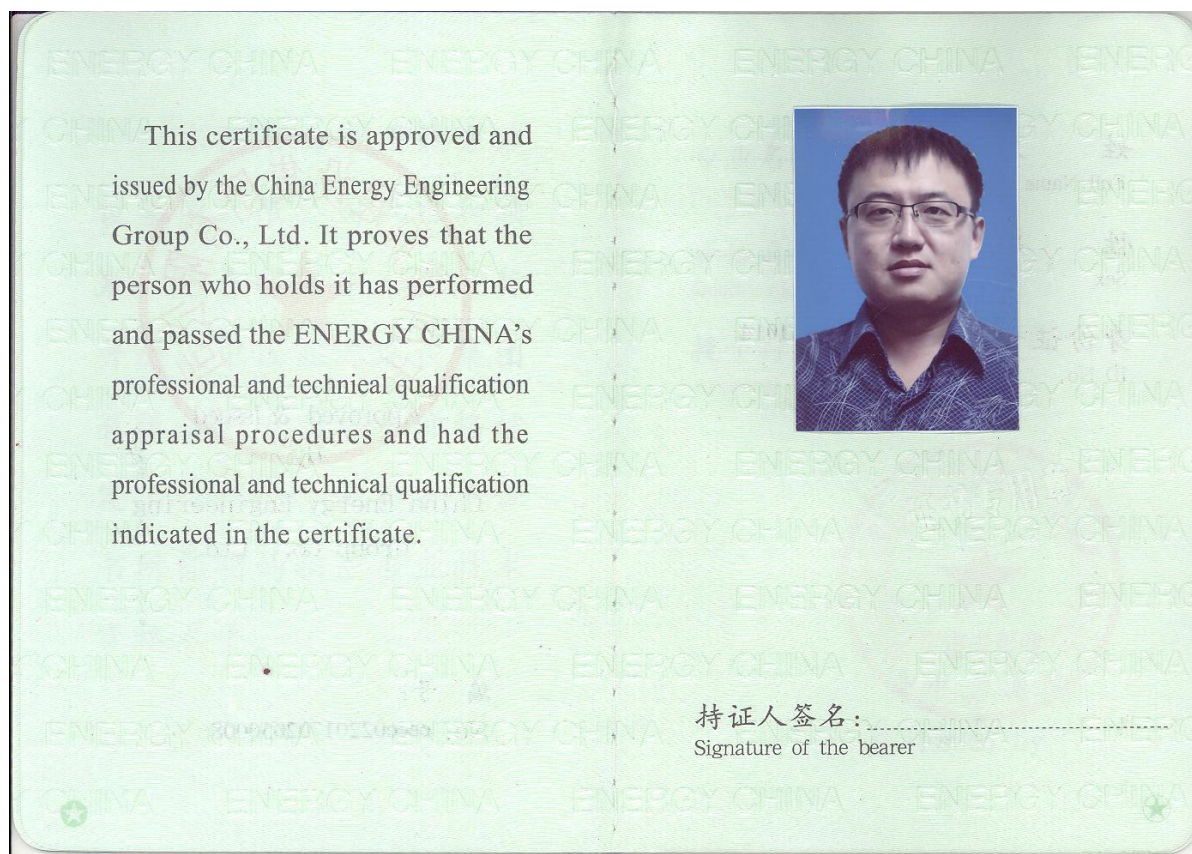 This certificate is approved and
issued by the China Energy Engineering
Group Co., Ltd. It proves that the
person who holds it has performed
and passed the ENERGY CHINA's
professional and technieal qualification
appraisal procedures and had the
professional and technical qualification
indicated in the certificate.
持证人签名:
Signature of the bearer
ENERGY CHINA